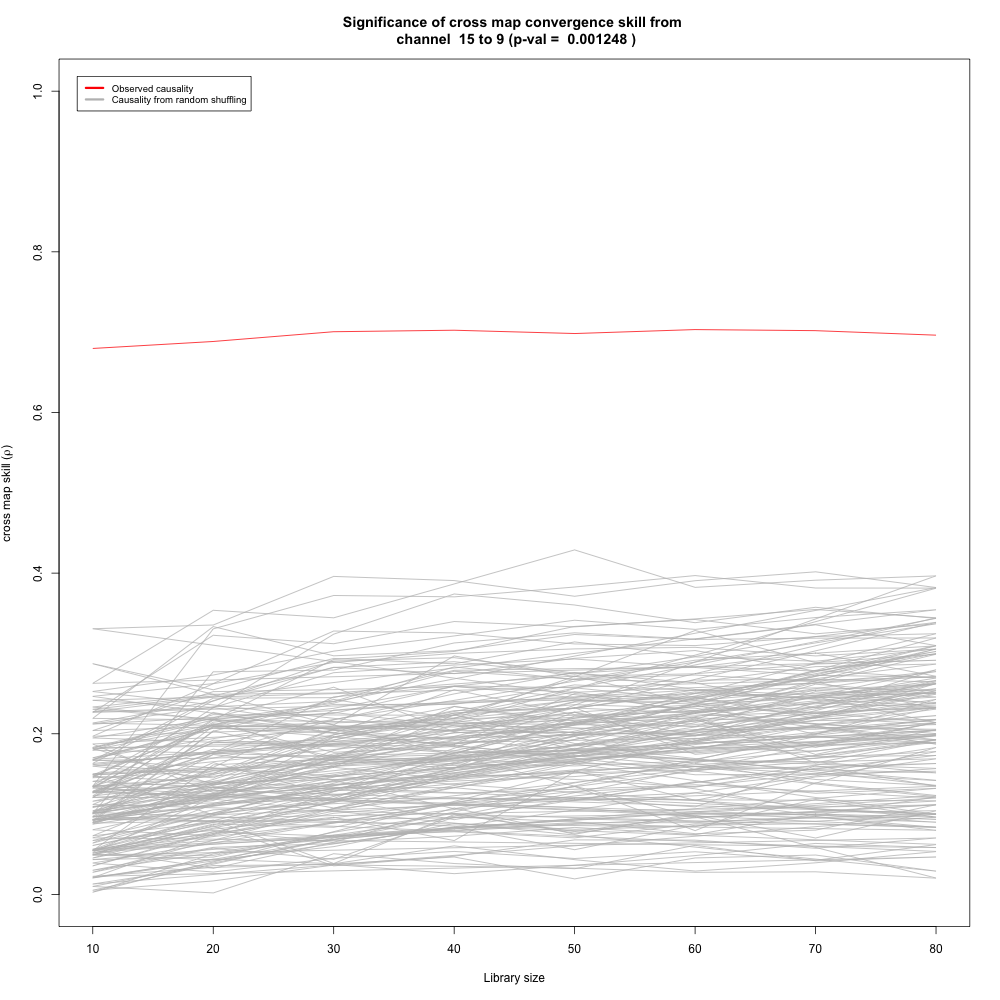 Significance of cross map convergence skill from
channel  15 to 9 (p-val =  0.001248 )
Observed causality
Causality from random shuffling
cross map skill (ρ)
1.0
0.8
0.6
0.4
0.2
0.0
10 20 30 40 50 60 70 80
Library size